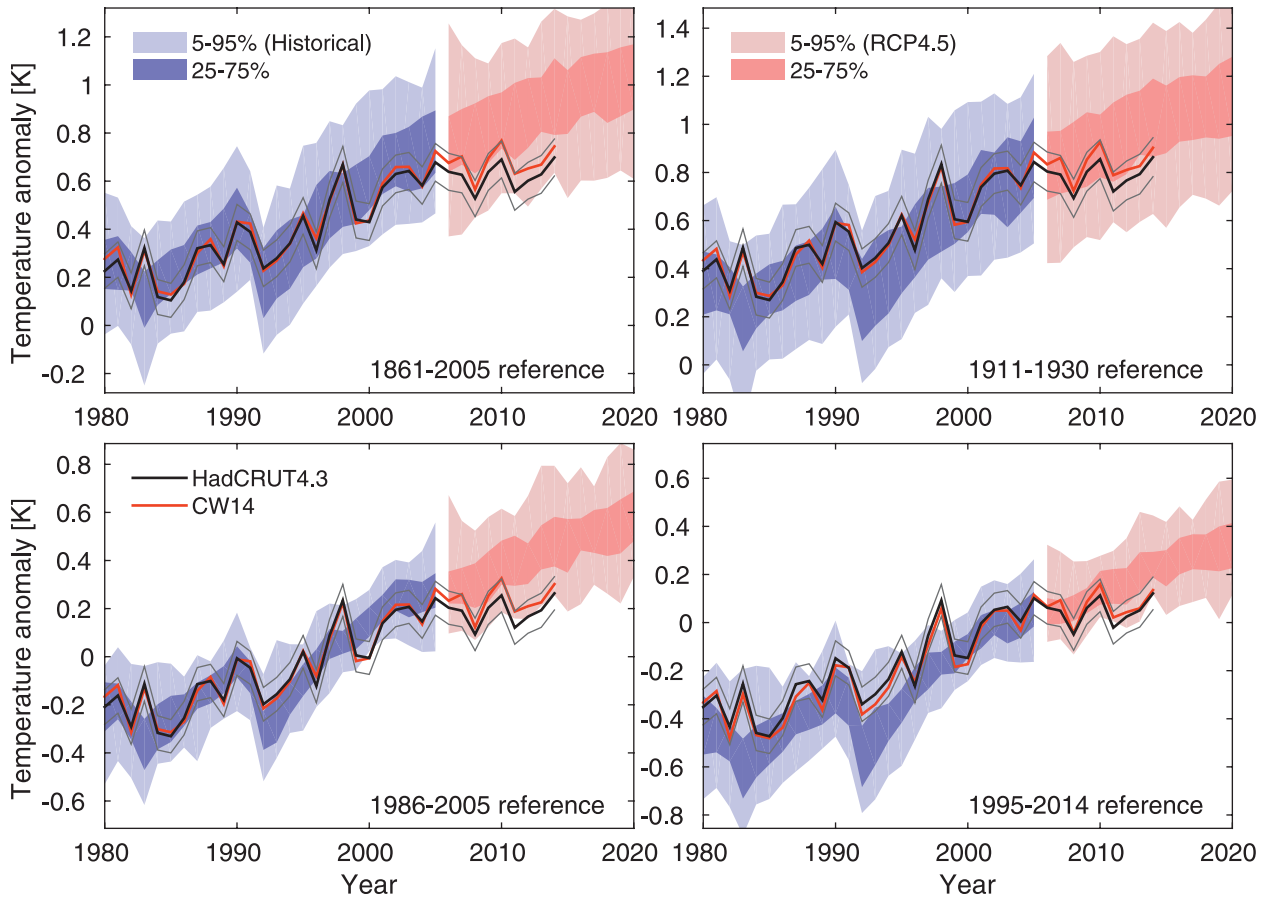 Temperature anomaly [K]
1.2
1
0.8
0.6
0.4
0.2
0
-0.2
5-95% (Historical)
25-75%
1861-2005 reference
1980 1990 2000 2010 2020
1.4
1.2
1
0.8
0.6
0.4
0.2
0
5-95% (RCP4.5)
25-75%
1911-1930 reference
1980 1990 2000 2010 2020
Temperature anomaly [K]
0.8
0.6
0.4
0.2
0
-0.2
-0.4
-0.6
HadCRUT4.3
CW14
1986-2005 reference
1980 1990 2000 2010 2020
Year
0.6
0.4
0.2
0
-0.2
-0.4
-0.6
-0.8
1995-2014 reference
1980 1990 2000 2010 2020
Year